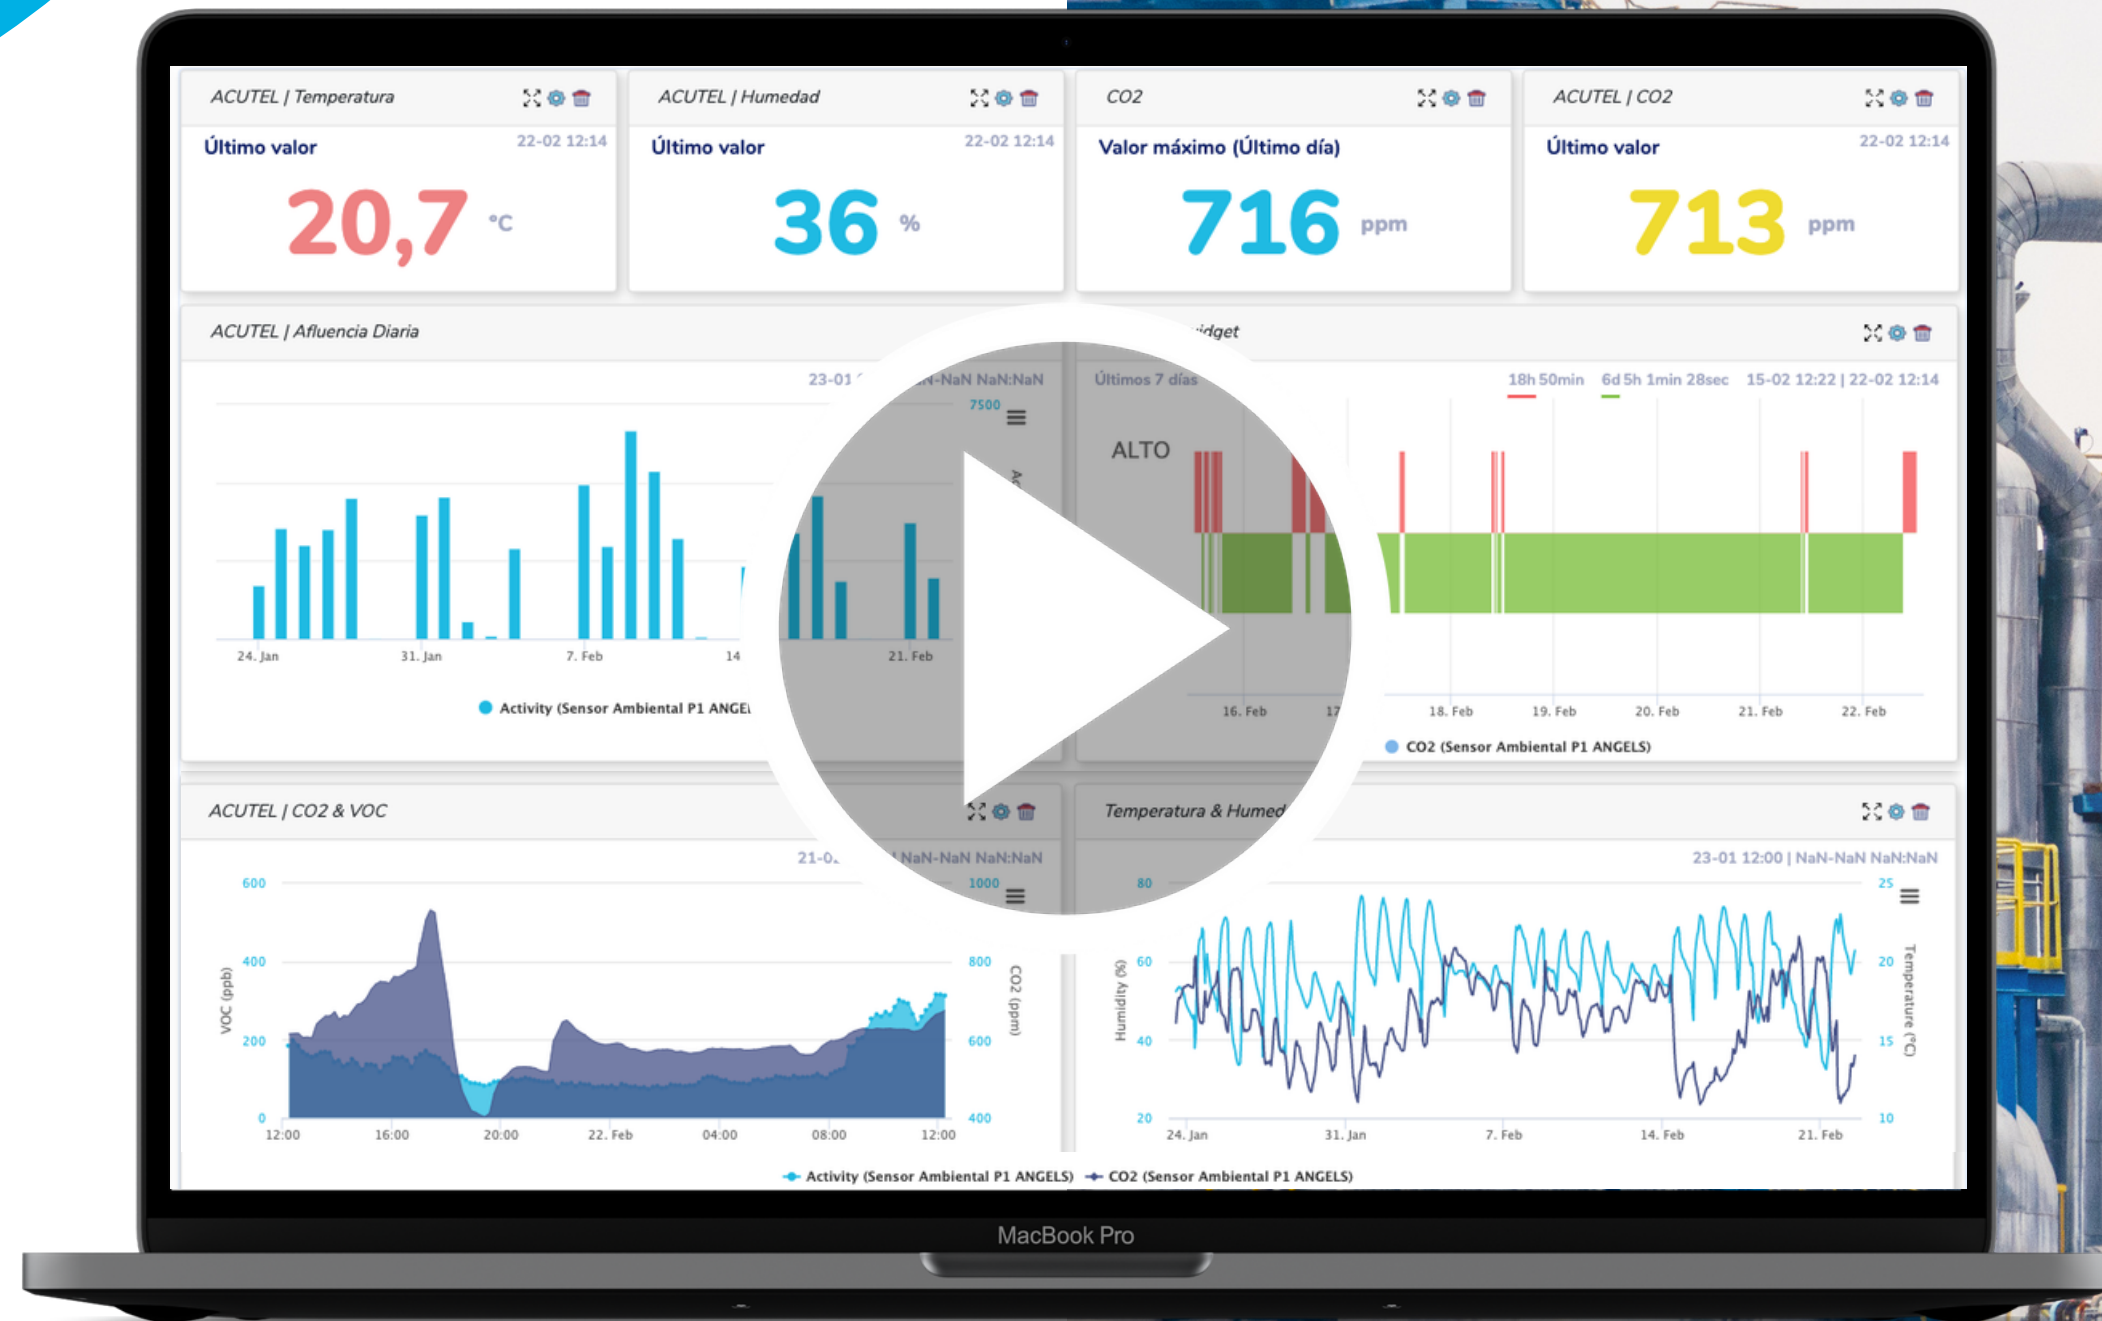 ACUTEL | Temperatura
Último valor
22-02 12:14
20,7 °C
ACUTEL | Humedad
Último valor
22-02 12:14
36 %
CO2
Valor máximo (Último día)
716 ppm
ACUTEL | CO2
Último valor
22-02 12:14
713 ppm
ACUTEL | Afluencia Diaria
23-01
NaN NaN:NaN
7500
24. Jan
31. Jan
7. Feb
14
21. Feb
Activity (Sensor Ambiental P1
Últimos 7 días
18h 50min
6d 5h 1min 28sec
15-02 12:22 | 22-02 12:14
ALTO
16. Feb
18. Feb
19. Feb
20. Feb
21. Feb
22. Feb
CO2 (Sensor Ambiental P1 ANGELS)
ACUTEL | CO2 & VOC
NaN-NaN NaN:NaN
600
400
200
0
VOC (ppb)
1000
800
600
400
CO2 (ppm)
12:00
16:00
20:00
22. Feb
04:00
08:00
12:00
Temperatura &
23-01 12:00 | NaN-NaN NaN:NaN
80
60
40
20
Humidity (%)
25
20
15
10
Temperature (°C)
24. Jan
31. Jan
7. Feb
14. Feb
21. Feb
Activity (Sensor Ambiental P1 ANGELS)
CO2 (Sensor Ambiental P1 ANGELS)
MacBook Pro